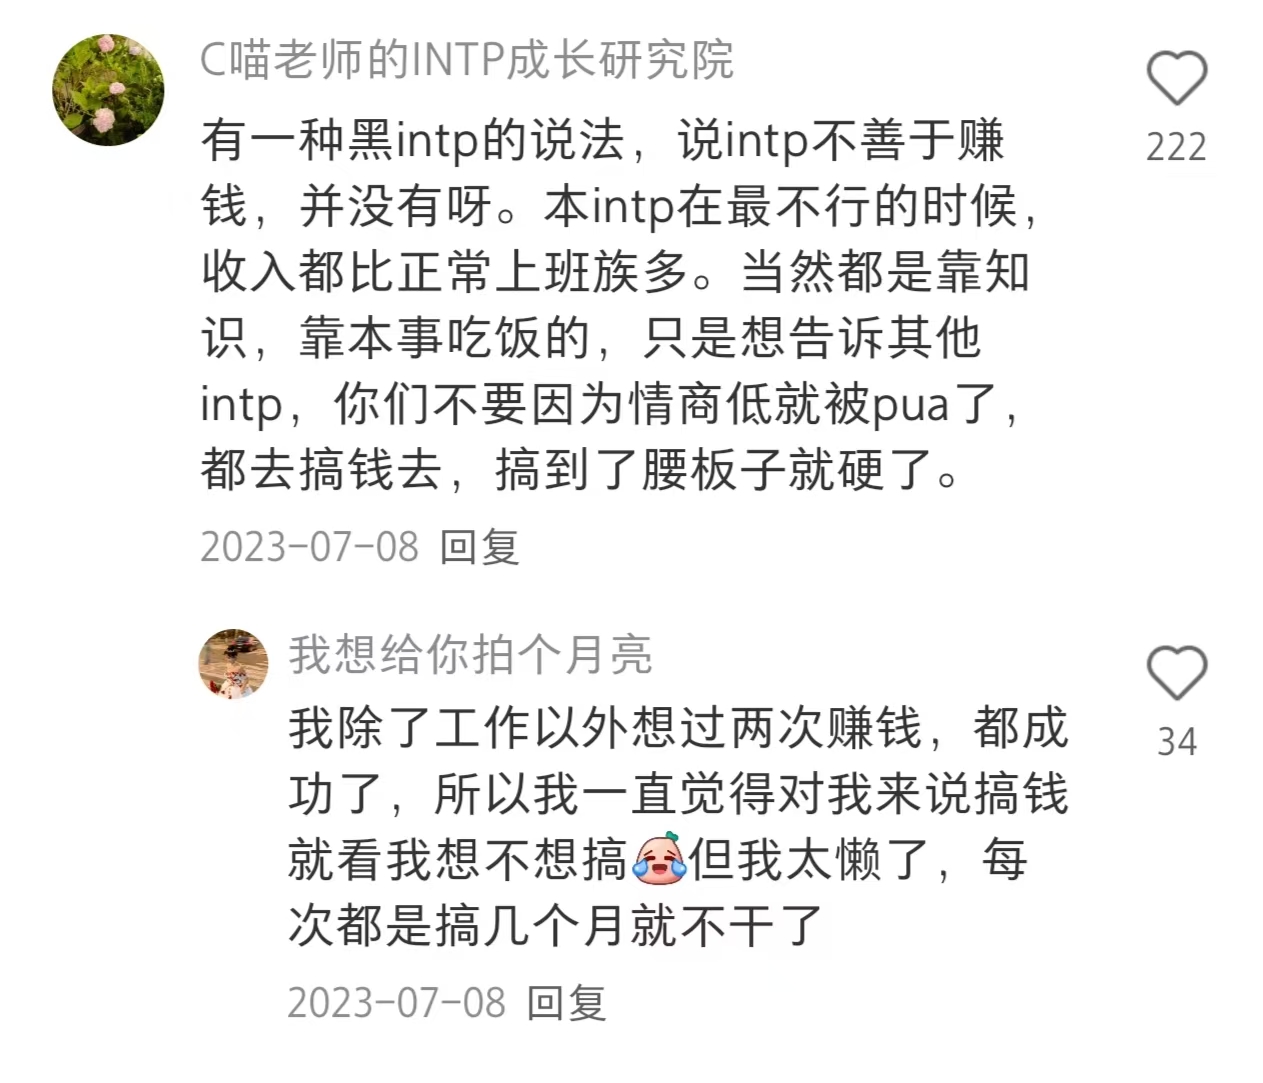 C喵老师的INTP成长研究院
222
有一种黑intp的说法，说intp不善于赚
钱，并没有呀。本intp在最不行的时候，
收入都比正常上班族多。当然都是靠知
识，靠本事吃饭的，只是想告诉其他
intp，你们不要因为情商低就被pua了，
都去搞钱去，搞到了腰板子就硬了。
2023-07-08 回复
我想给你拍个月亮
34
我除了工作以外想过两次赚钱，都成
功了，所以我一直觉得对我来说搞钱
就看我想不想搞但我太懒了，每
次都是搞几个月就不干了
2023-07-08 回复